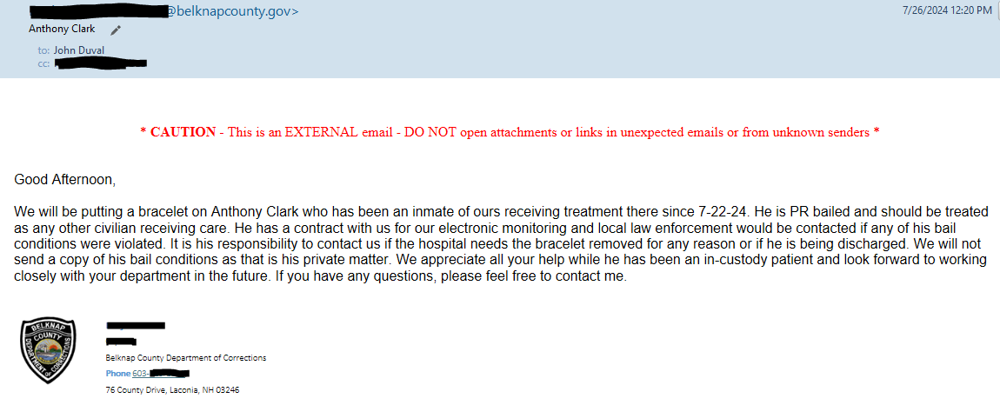 @belknapcounty.gov>
7/26/2024 12:20 PM
Anthony Clark
to: John Duval
cc:
* CAUTION - This is an EXTERNAL email - DO NOT open attachments or links in unexpected emails or from unknown senders *
Good Afternoon,
We will be putting a bracelet on Anthony Clark who has been an inmate of ours receiving treatment there since 7-22-24. He is PR bailed and should be treated
as any other civilian receiving care. He has a contract with us for our electronic monitoring and local law enforcement would be contacted if any of his bail
conditions were violated. It is his responsibility to contact us if the hospital needs the bracelet removed for any reason or if he is being discharged. We will not
send a copy of his bail conditions as that is his private matter. We appreciate all your help while he has been an in-custody patient and look forward to working
closely with your department in the future. If you have any questions, please feel free to contact me.
BELKNAP
COUNTY
DEPARTMENT OF CORRECTIONS
Belknap County Department of Corrections
Phone 603-
76 County Drive, Laconia, NH 03246